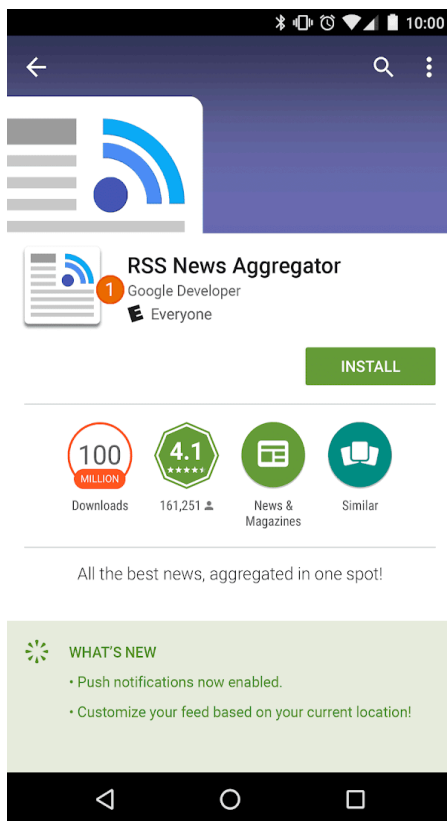 10:00
RSS News Aggregator
1
Google Developer
E Everyone
INSTALL
100
MILLION
Downloads
4.1
161,251
News &
Magazines
Similar
All the best news, aggregated in one spot!
WHAT'S NEW
• Push notifications now enabled.
• Customize your feed based on your current location!